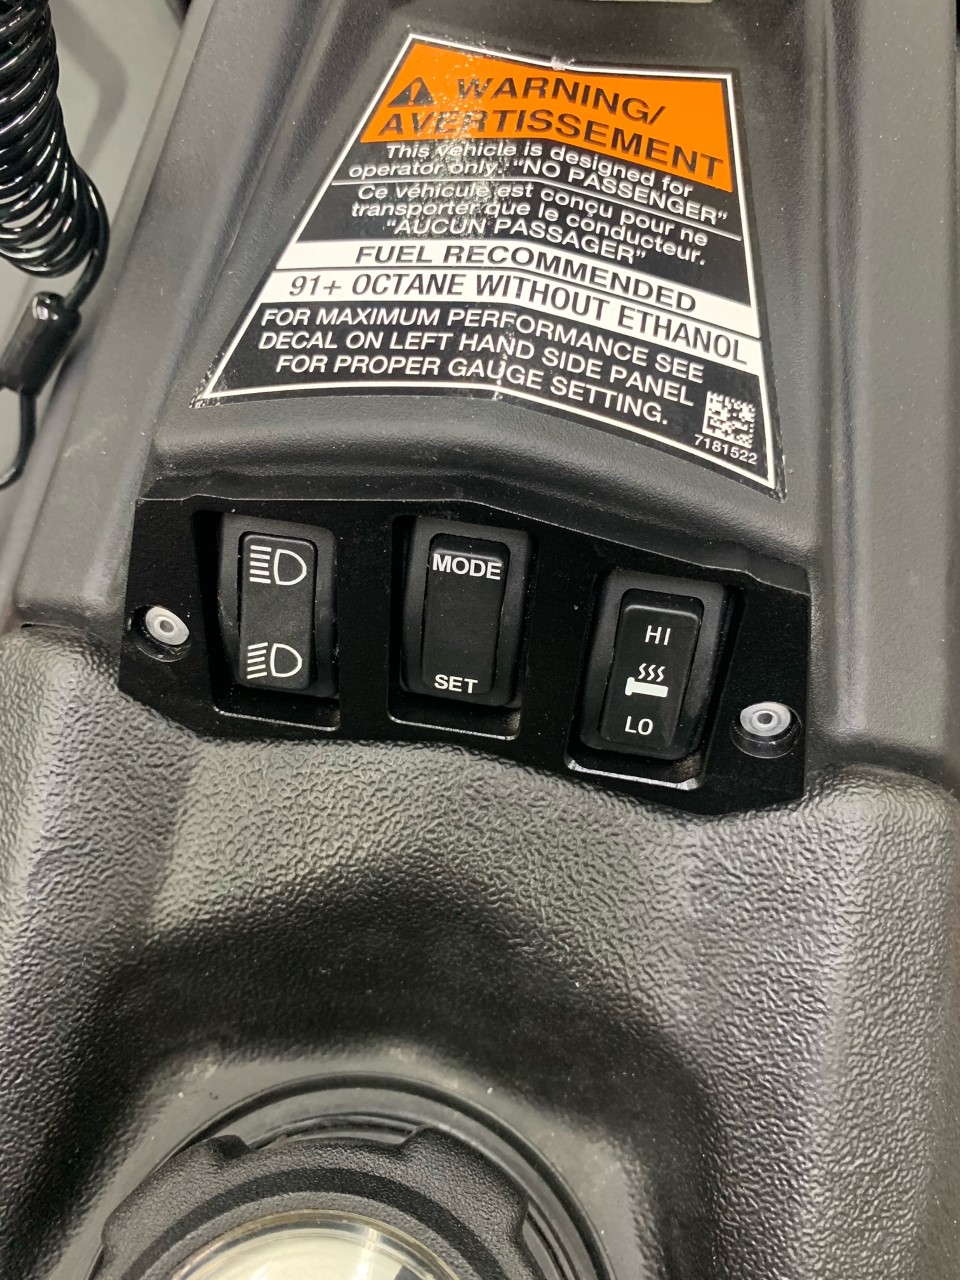 WARNING/
AVERTISSEMENT
This vehicle is designed for
operator only. "NO PASSENGER"
Ce véhicule est conçu pour ne
transporter que le conducteur.
"AUCUN PASSAGER"
FUEL RECOMMENDED
91+ OCTANE WITHOUT ETHANOL
FOR MAXIMUM PERFORMANCE SEE
DECAL ON LEFT HAND SIDE PANEL
FOR PROPER GAUGE SETTING.
7181522
MODE
SET
HI
LO